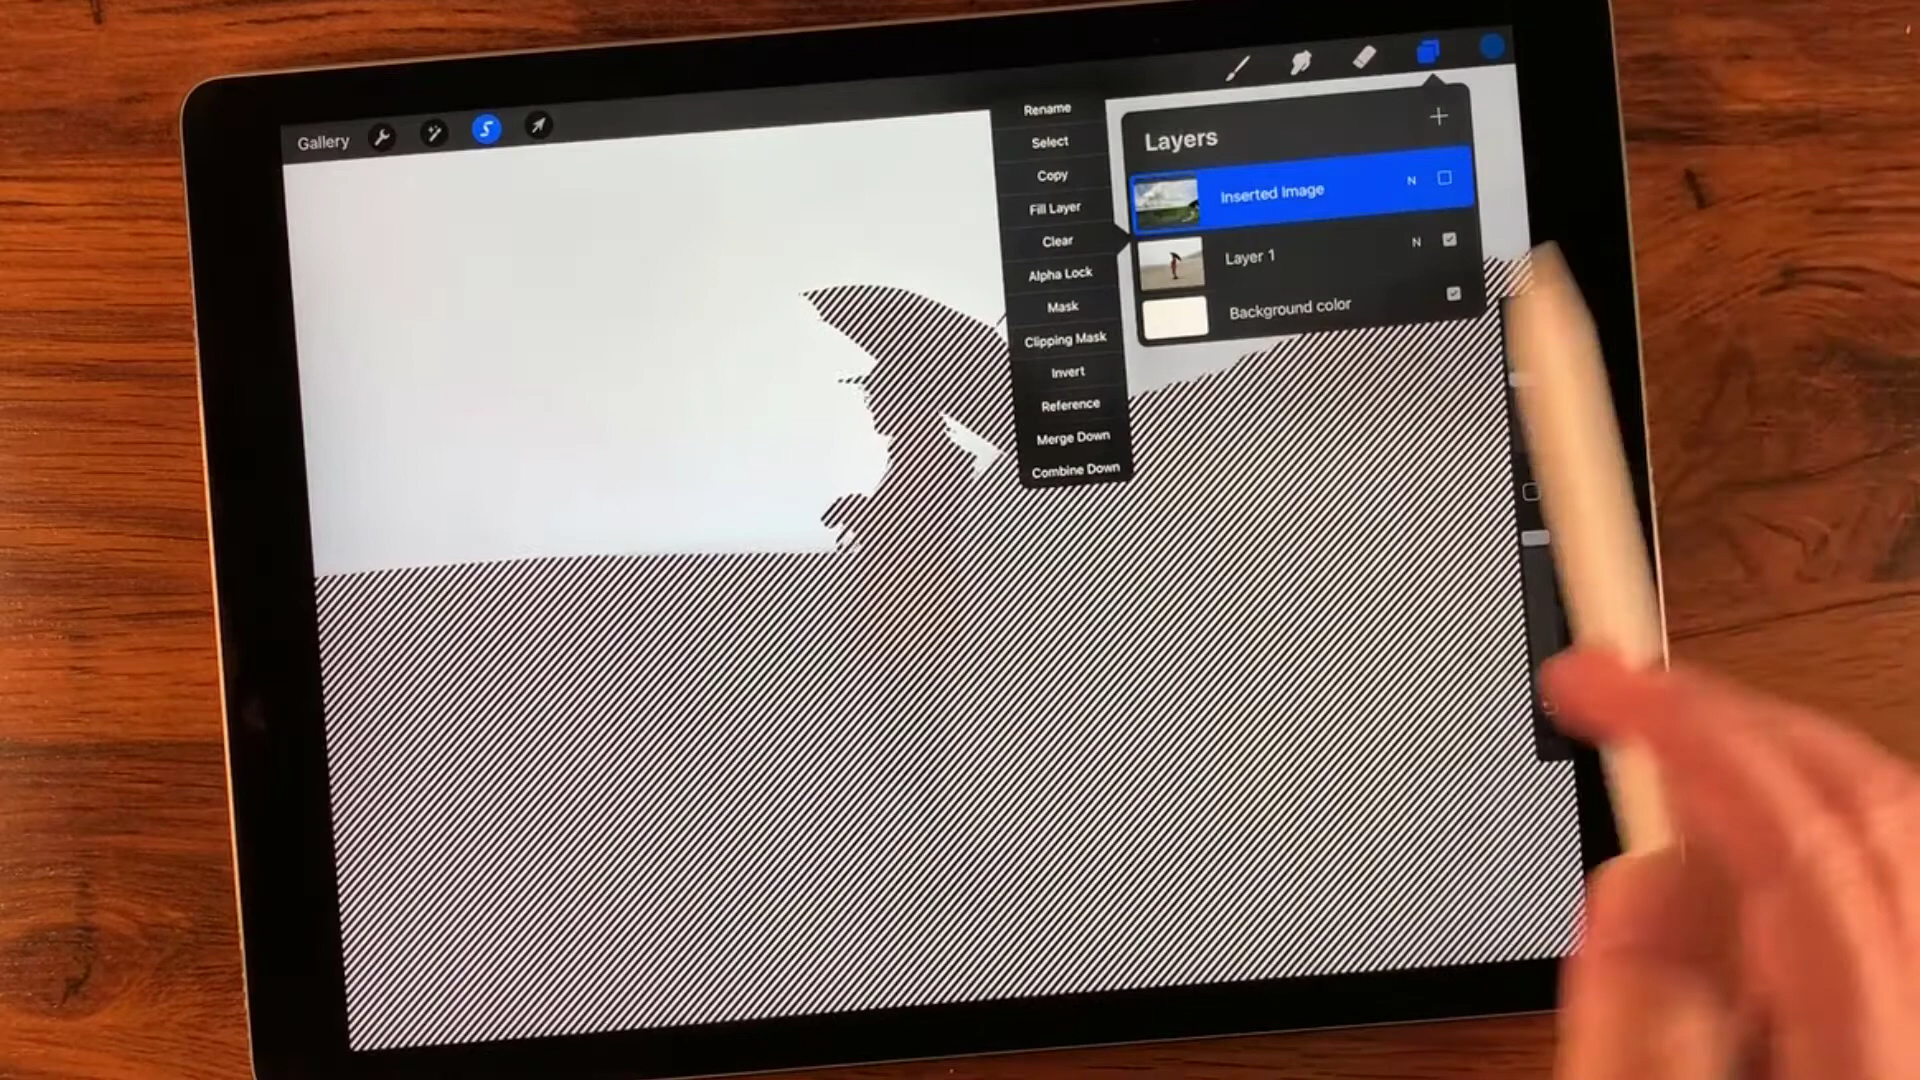 Gallery
Rename
Select
Copy
Fill Layer
Clear
Alpha Lock
Mask
Clipping Mask
Invert
Reference
Merge Down
Combine Down
Layers
Inserted Image N
Layer 1 N
Background color